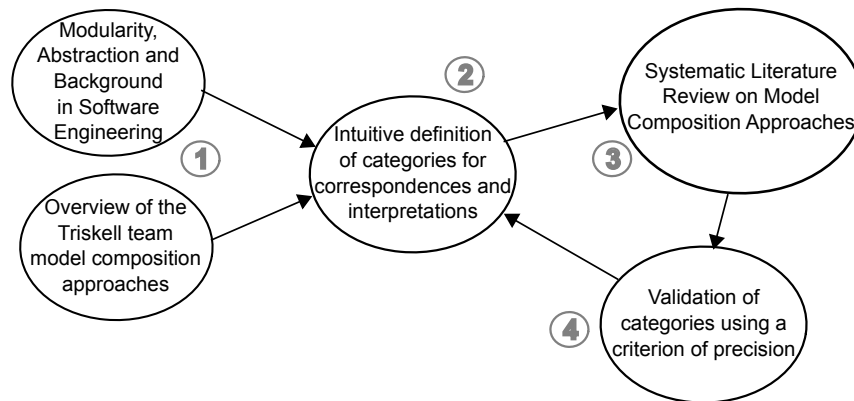 Modularity,
Abstraction and
Background
in Software
Engineering
1
Overview of the
Triskell team
model composition
approaches
2
Intuitive definition
of categories for
correspondences and
interpretations
Systematic Literature
Review on Model
Composition Approaches
3
Validation of
categories using a
criterion of precision
4